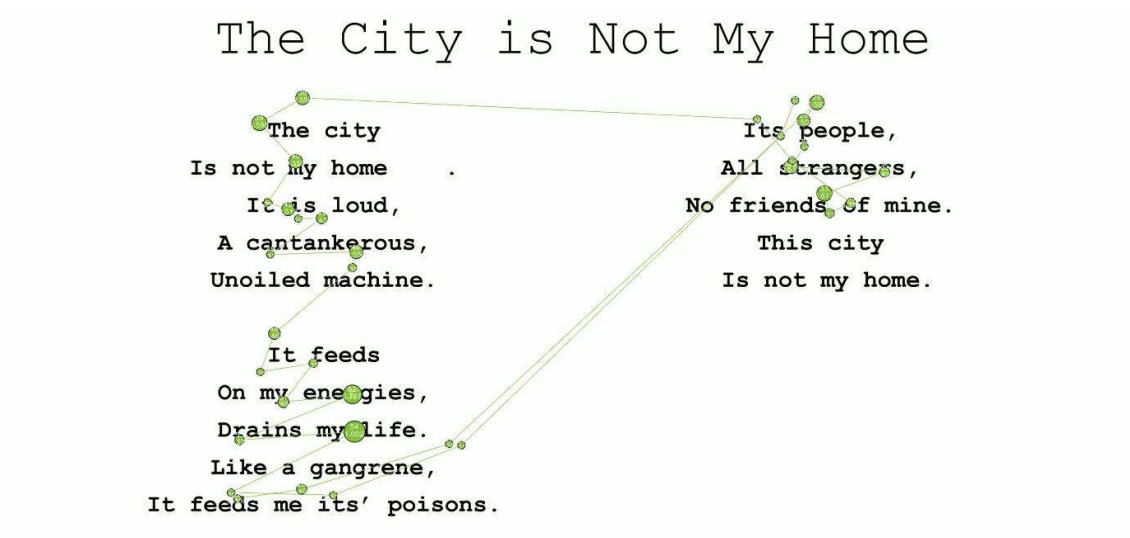 The City is Not My Home
The city
Is not my home .
It is loud,
A cantankerous,
Unoiled machine.
It feeds
On my energies,
Drains my life.
Like a gangrene,
It feeds me its’ poisons.
Its people,
All strangers,
No friends of mine.
This city
Is not my home.